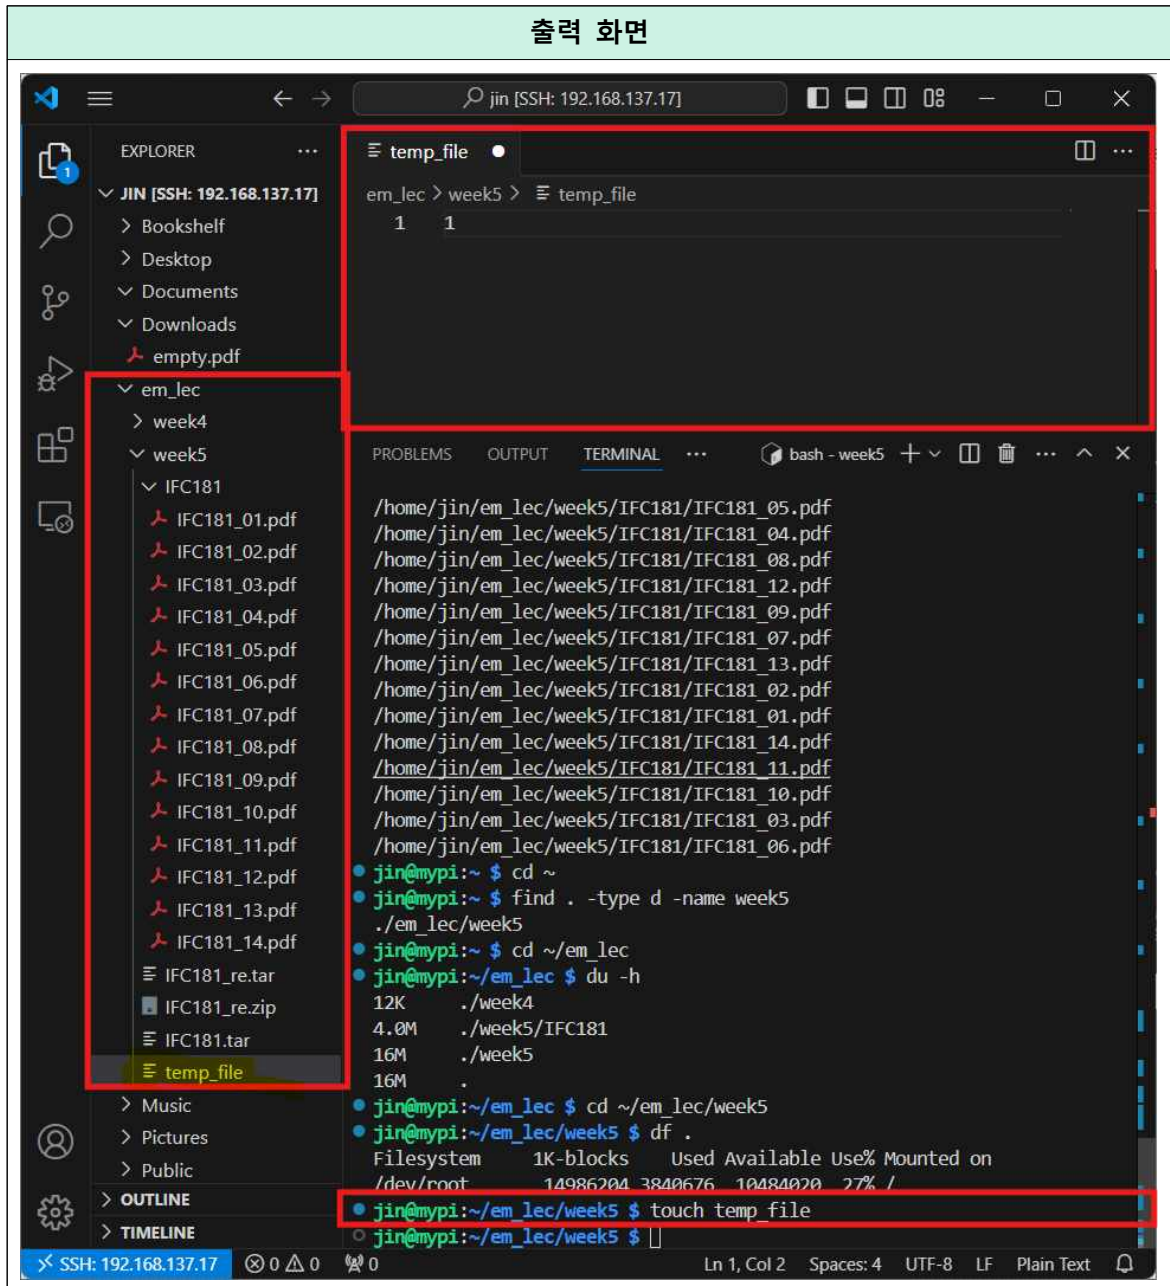 출력 화면
jin [SSH: 192.168.137.17]
EXPLORER
JIN [SSH: 192.168.137.17]
Bookshelf
Desktop
Documents
Downloads
empty.pdf
em_lec
week4
week5
IFC181
IFC181_01.pdf
IFC181_02.pdf
IFC181_03.pdf
IFC181_04.pdf
IFC181_05.pdf
IFC181_06.pdf
IFC181_07.pdf
IFC181_08.pdf
IFC181_09.pdf
IFC181_10.pdf
IFC181_11.pdf
IFC181_12.pdf
IFC181_13.pdf
IFC181_14.pdf
IFC181_re.tar
IFC181_re.zip
IFC181.tar
temp_file
Music
Pictures
Public
OUTLINE
TIMELINE
1
temp_file
em_lec > week5 > temp_file
1 1
PROBLEMS OUTPUT TERMINAL ··· bash - week5
/home/jin/em_lec/week5/IFC181/IFC181_05.pdf
/home/jin/em_lec/week5/IFC181/IFC181_04.pdf
/home/jin/em_lec/week5/IFC181/IFC181_08.pdf
/home/jin/em_lec/week5/IFC181/IFC181_12.pdf
/home/jin/em_lec/week5/IFC181/IFC181_09.pdf
/home/jin/em_lec/week5/IFC181/IFC181_07.pdf
/home/jin/em_lec/week5/IFC181/IFC181_13.pdf
/home/jin/em_lec/week5/IFC181/IFC181_02.pdf
/home/jin/em_lec/week5/IFC181/IFC181_01.pdf
/home/jin/em_lec/week5/IFC181/IFC181_14.pdf
/home/jin/em_lec/week5/IFC181/IFC181_11.pdf
/home/jin/em_lec/week5/IFC181/IFC181_10.pdf
/home/jin/em_lec/week5/IFC181/IFC181_03.pdf
/home/jin/em_lec/week5/IFC181/IFC181_06.pdf
jin@mypi:~ $ cd ~
jin@mypi:~ $ find . -type d -name week5
./em_lec/week5
jin@mypi:~ $ cd ~/em_lec
jin@mypi:~/em_lec $ du -h
12K ./week4
4.0M ./week5/IFC181
16M ./week5
16M .
jin@mypi:~/em_lec $ cd ~/em_lec/week5
jin@mypi:~/em_lec/week5 $ df .
Filesystem 1K-blocks Used Available Use% Mounted on
/dev/root 14986204 3840676 10484020 27% /
jin@mypi:~/em_lec/week5 $ touch temp_file
jin@mypi:~/em_lec/week5 $
SSH: 192.168.137.17 0 0 0 Ln 1, Col 2 Spaces: 4 UTF-8 LF Plain Text